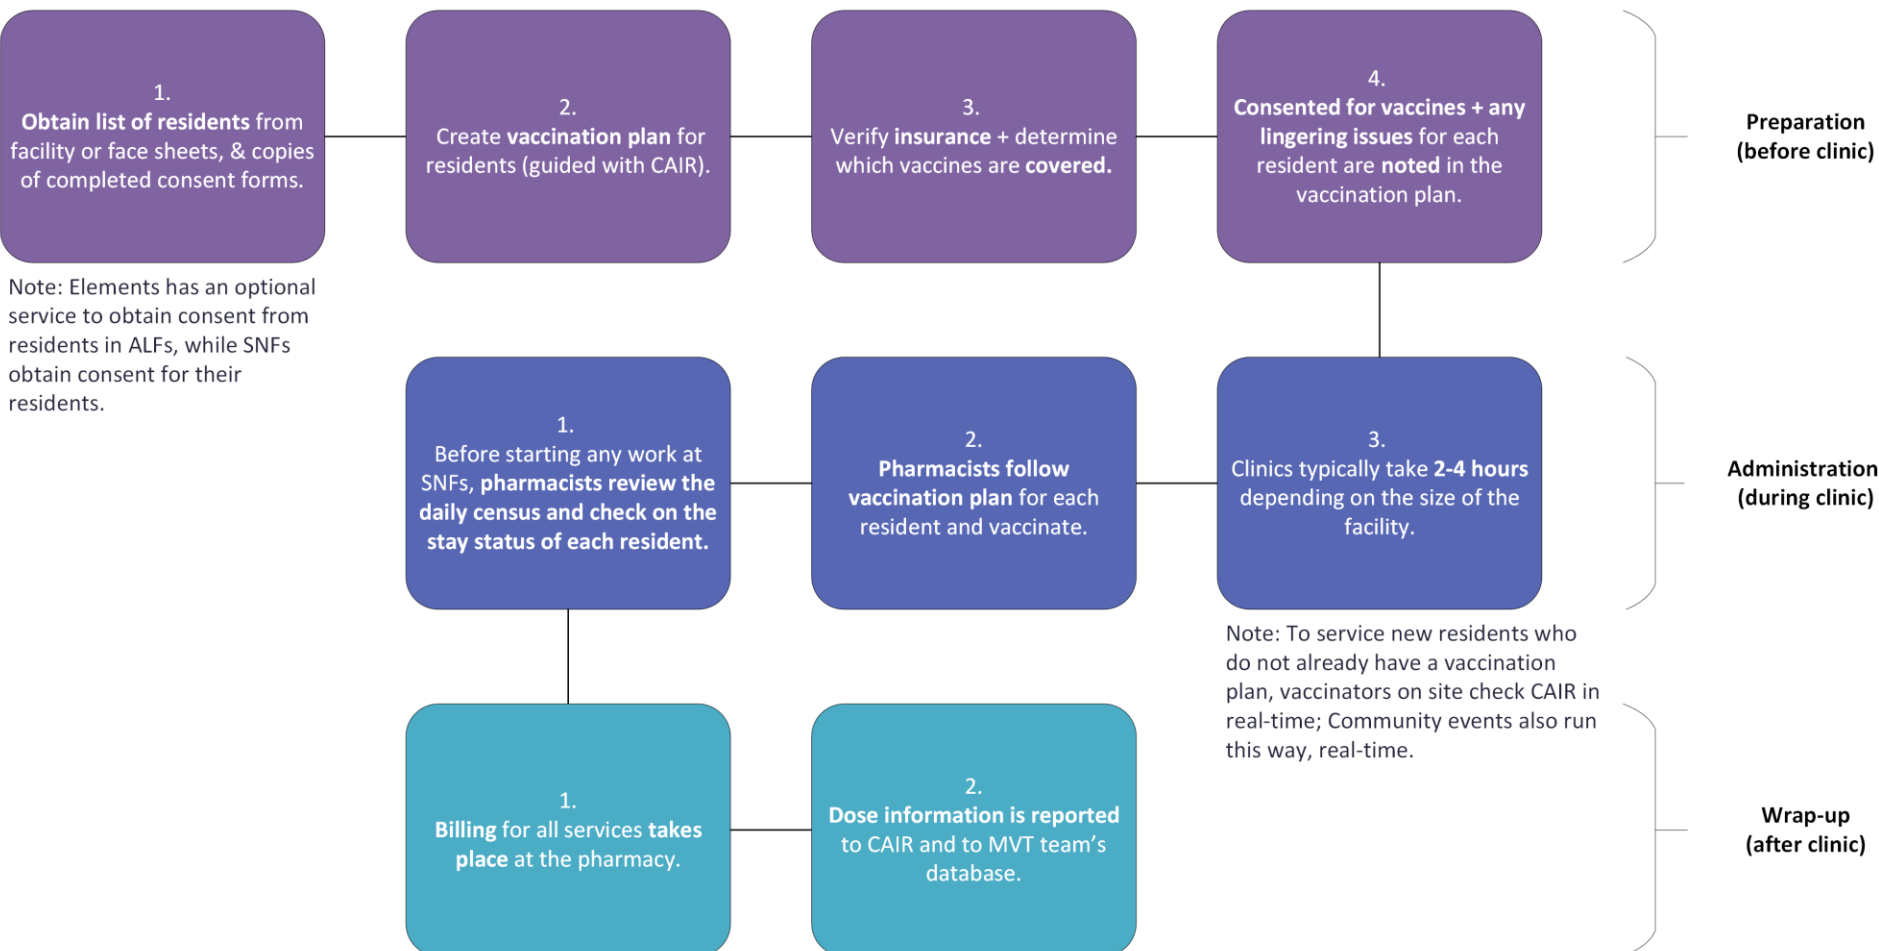 1.
Obtain list of residents from
facility or face sheets, & copies
of completed consent forms.
2.
Create vaccination plan for
residents (guided with CAIR).
3.
Verify insurance + determine
which vaccines are covered.
4.
Consented for vaccines + any
lingering issues for each
resident are noted in the
vaccination plan.
Preparation
(before clinic)
Note: Elements has an optional
service to obtain consent from
residents in ALFs, while SNFs
obtain consent for their
residents.
1.
Before starting any work at
SNFs, pharmacists review the
daily census and check on the
stay status of each resident.
2.
Pharmacists follow
vaccination plan for each
resident and vaccinate.
3.
Clinics typically take 2-4 hours
depending on the size of the
facility.
Administration
(during clinic)
Note: To service new residents who
do not already have a vaccination
plan, vaccinators on site check CAIR in
real-time; Community events also run
this way, real-time.
1.
Billing for all services takes
place at the pharmacy.
2.
Dose information is reported
to CAIR and to MVT team’s
database.
Wrap-up
(after clinic)